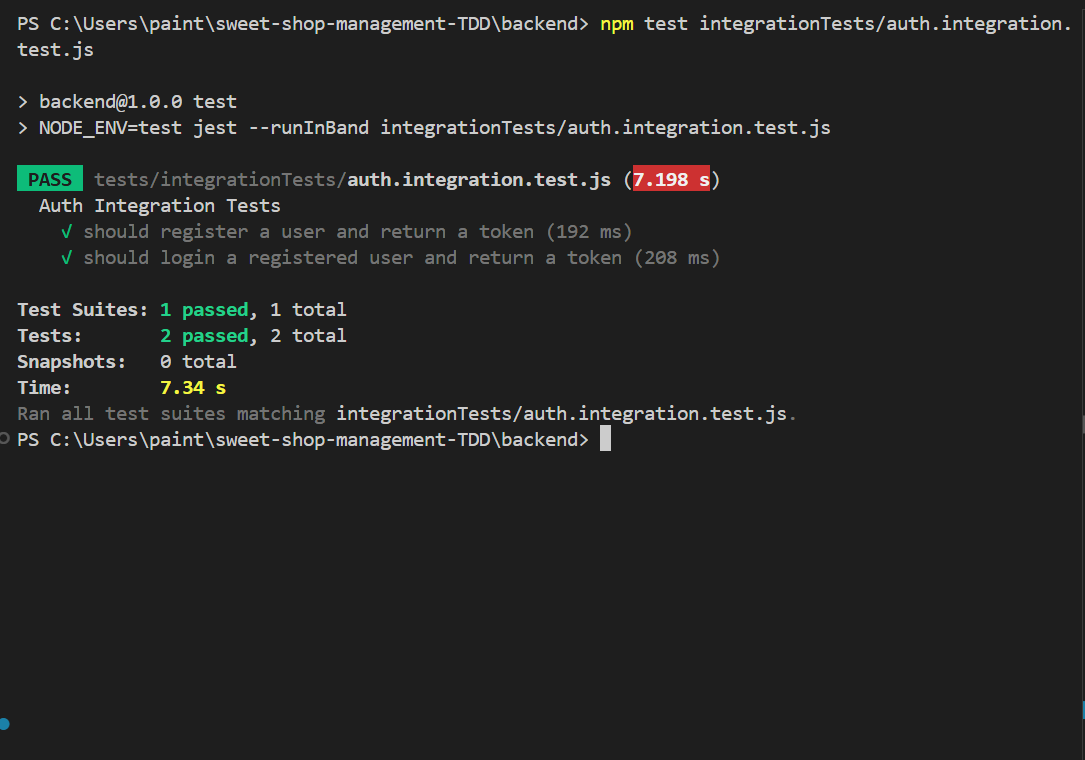 PS C:\Users\paint\sweet-shop-management-TDD\backend> npm test integrationTests/auth.integration.
test.js
> backend@1.0.0 test
> NODE_ENV=test jest --runInBand integrationTests/auth.integration.test.js
PASS tests/integrationTests/auth.integration.test.js (7.198 s)
Auth Integration Tests
√ should register a user and return a token (192 ms)
√ should login a registered user and return a token (208 ms)
Test Suites: 1 passed, 1 total
Tests: 2 passed, 2 total
Snapshots: 0 total
Time: 7.34 s
Ran all test suites matching integrationTests/auth.integration.test.js.
PS C:\Users\paint\sweet-shop-management-TDD\backend>